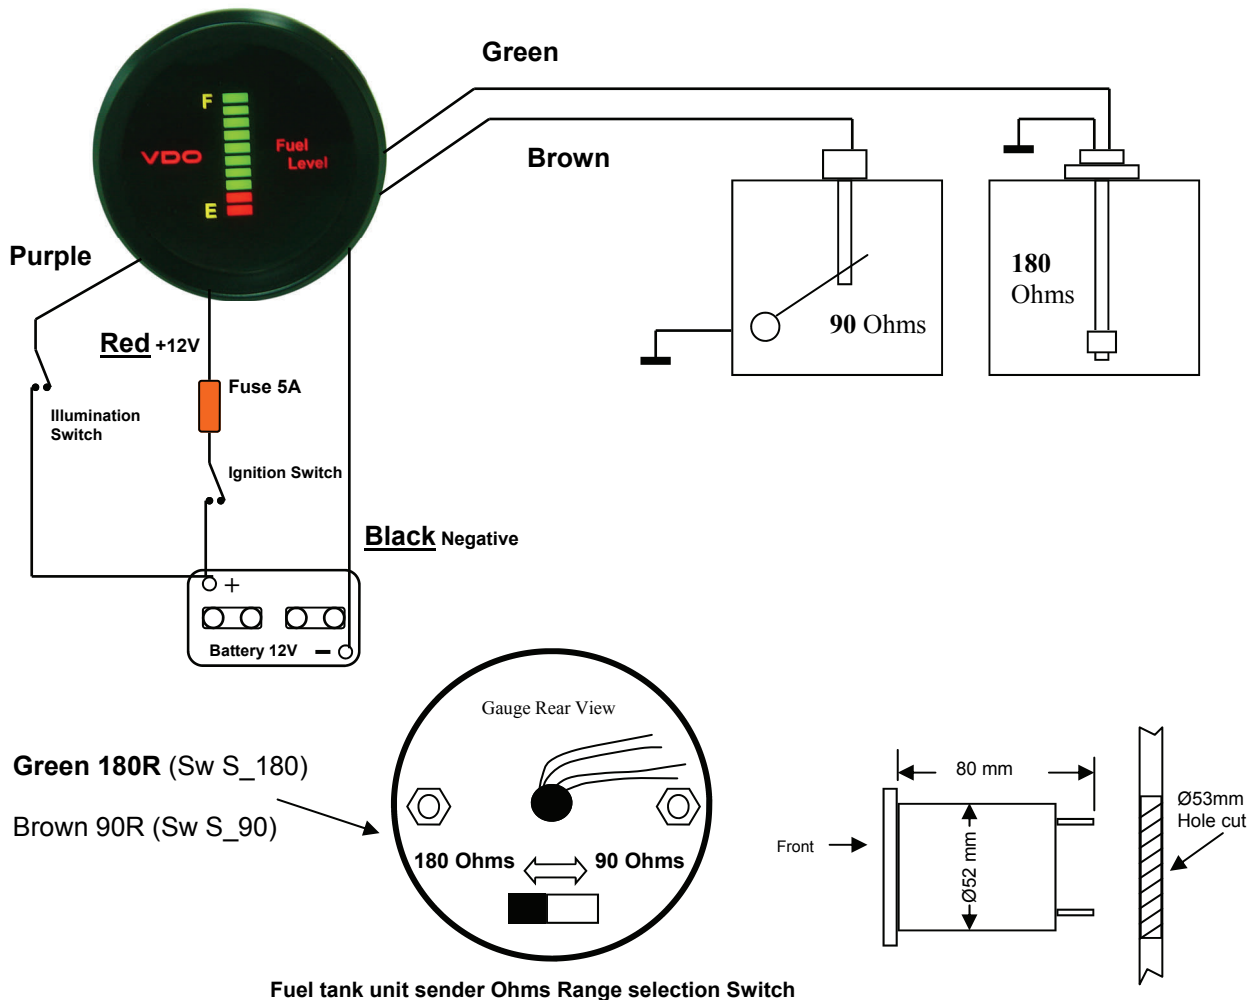 Green
F
VDO
Fuel
Level
E
Brown
Purple
180
Ohms
90 Ohms
Red +12V
Fuse 5A
Illumination
Switch
Ignition Switch
Black Negative
+
Battery 12V −
Gauge Rear View
Green 180R (Sw S_180)
Brown 90R (Sw S_90)
180 Ohms
90 Ohms
80 mm
Ø53mm
Hole cut
Front
Ø52 mm
Fuel tank unit sender Ohms Range selection Switch